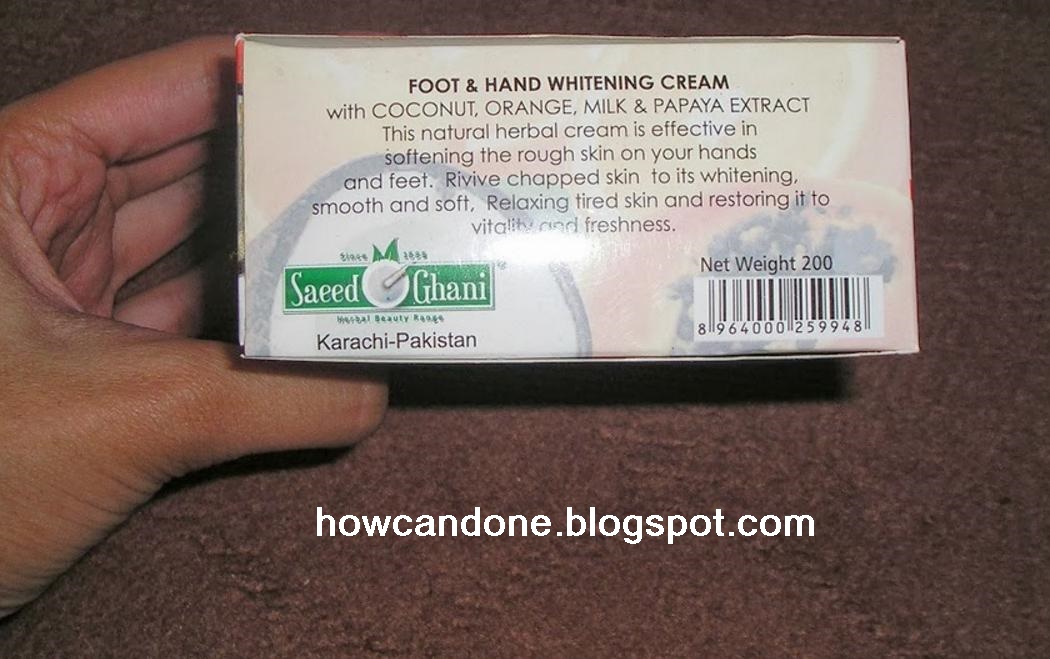 FOOT & HAND WHITENING CREAM
with COCONUT, ORANGE, MILK & PAPAYA EXTRACT
This natural herbal cream is effective in
softening the rough skin on your hands
and feet. Rivive chapped skin to its whitening,
smooth and soft, Relaxing tired skin and restoring it to
vitality and freshness.
Since 1888
Saeed Ghani
Herbal Beauty Range
Karachi-Pakistan
Net Weight 200
8 964000 259948
howcandone.blogspot.com